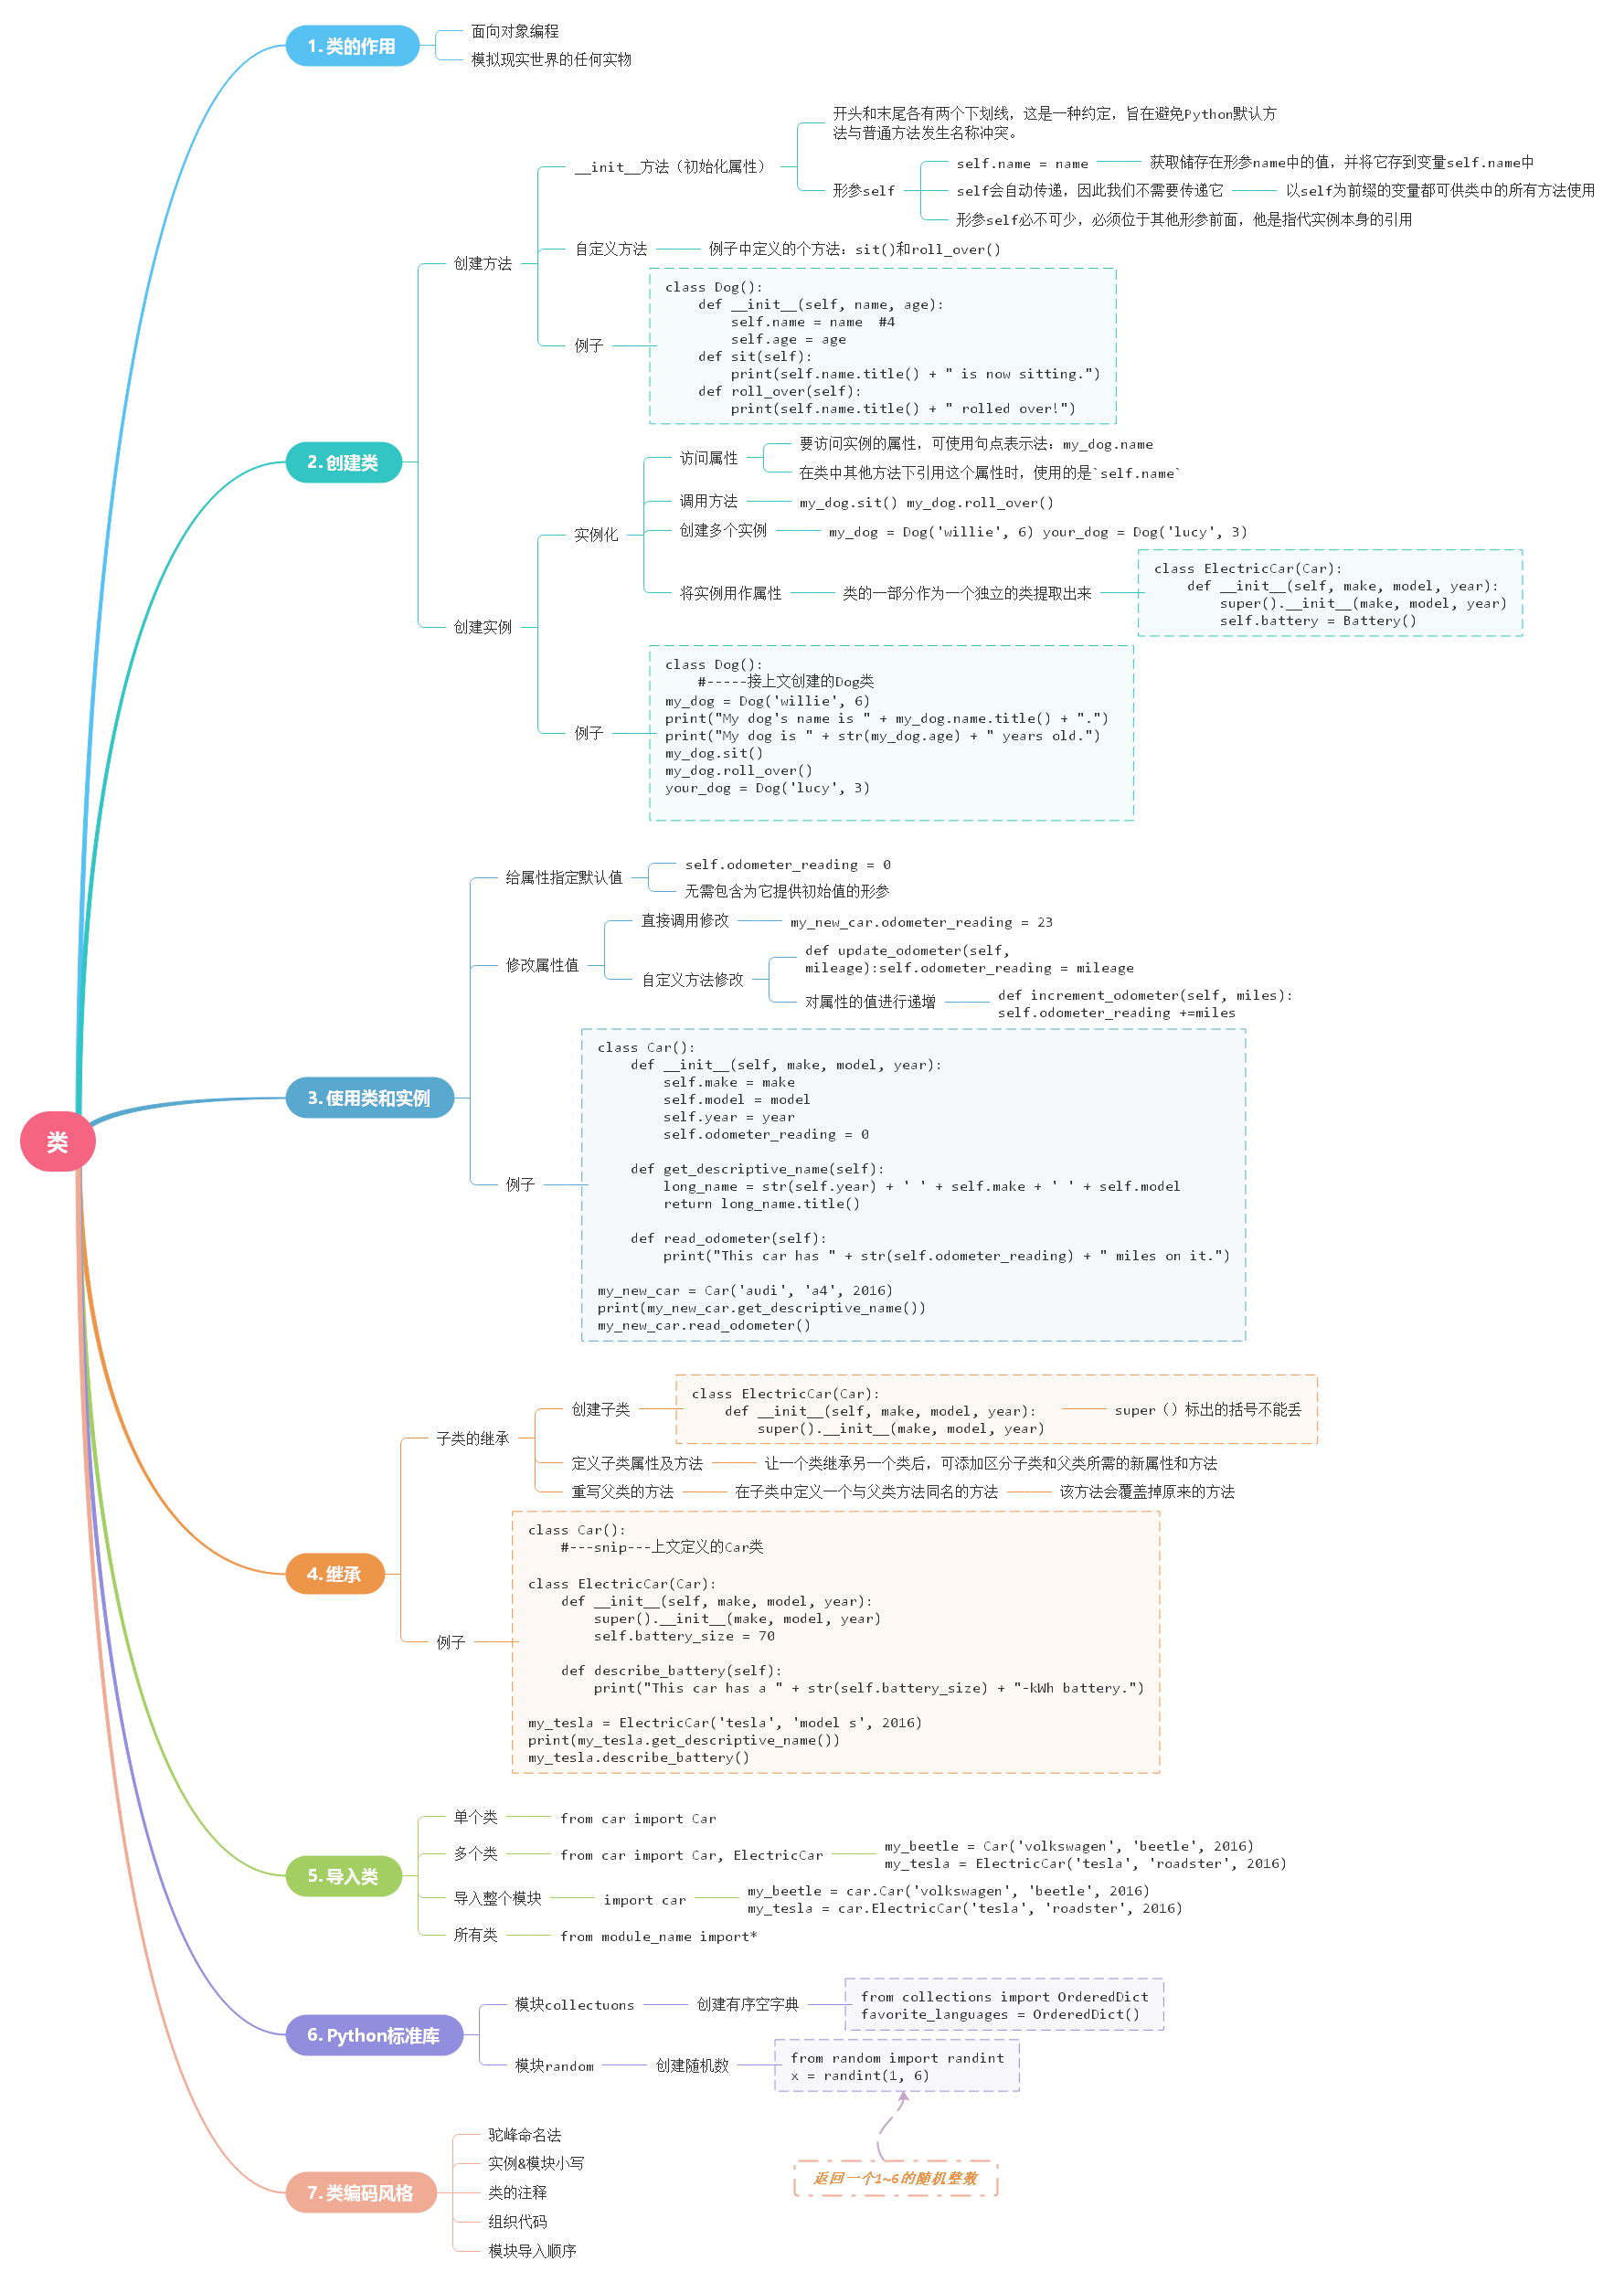 类
1.类的作用
面向对象编程
模拟现实世界的任何实物
2.创建类
创建方法
__init__方法（初始化属性）
开头和末尾各有两个下划线，这是一种约定，旨在避免Python默认方
法与普通方法发生名称冲突。
形参self
self.name = name
获取储存在形参name中的值，并将它存到变量self.name中
self会自动传递，因此我们不需要传递它
以self为前缀的变量都可供类中的所有方法使用
形参self必不可少，必须位于其他形参前面，他是指代实例本身的引用
自定义方法
例子中定义的个方法：sit()和roll_over()
例子
class Dog():
    def __init__(self, name, age):
        self.name = name  #4
        self.age = age
    def sit(self):
        print(self.name.title() + " is now sitting.")
    def roll_over(self):
        print(self.name.title() + " rolled over!")
创建实例
实例化
访问属性
要访问实例的属性，可使用句点表示法：my_dog.name
在类中其他方法下引用这个属性时，使用的是`self.name`
调用方法
my_dog.sit() my_dog.roll_over()
创建多个实例
my_dog = Dog('willie', 6) your_dog = Dog('lucy', 3)
将实例用作属性
类的一部分作为一个独立的类提取出来
class ElectricCar(Car):
    def __init__(self, make, model, year):
        super().__init__(make, model, year)
        self.battery = Battery()
例子
class Dog():
    #-----接上文创建的Dog类
my_dog = Dog('willie', 6)
print("My dog's name is " + my_dog.name.title() + ".")
print("My dog is " + str(my_dog.age) + " years old.")
my_dog.sit()
my_dog.roll_over()
your_dog = Dog('lucy', 3)
3.使用类和实例
给属性指定默认值
self.odometer_reading = 0
无需包含为它提供初始值的形参
修改属性值
直接调用修改
my_new_car.odometer_reading = 23
自定义方法修改
def update_odometer(self,
mileage):self.odometer_reading = mileage
对属性的值进行递增
def increment_odometer(self, miles):
self.odometer_reading +=miles
例子
class Car():
    def __init__(self, make, model, year):
        self.make = make
        self.model = model
        self.year = year
        self.odometer_reading = 0
    def get_descriptive_name(self):
        long_name = str(self.year) + ' ' + self.make + ' ' + self.model
        return long_name.title()
    def read_odometer(self):
        print("This car has " + str(self.odometer_reading) + " miles on it.")
my_new_car = Car('audi', 'a4', 2016)
print(my_new_car.get_descriptive_name())
my_new_car.read_odometer()
4.继承
子类的继承
创建子类
class ElectricCar(Car):
    def __init__(self, make, model, year):
        super().__init__(make, model, year)
super（）标出的括号不能丢
定义子类属性及方法
让一个类继承另一个类后，可添加区分子类和父类所需的新属性和方法
重写父类的方法
在子类中定义一个与父类方法同名的方法
该方法会覆盖掉原来的方法
例子
class Car():
    #---snip---上文定义的Car类
class ElectricCar(Car):
    def __init__(self, make, model, year):
        super().__init__(make, model, year)
        self.battery_size = 70
    def describe_battery(self):
        print("This car has a " + str(self.battery_size) + "-kWh battery.")
my_tesla = ElectricCar('tesla', 'model s', 2016)
print(my_tesla.get_descriptive_name())
my_tesla.describe_battery()
5.导入类
单个类
from car import Car
多个类
from car import Car, ElectricCar
my_beetle = Car('volkswagen', 'beetle', 2016)
my_tesla = ElectricCar('tesla', 'roadster', 2016)
导入整个模块
import car
my_beetle = car.Car('volkswagen', 'beetle', 2016)
my_tesla = car.ElectricCar('tesla', 'roadster', 2016)
所有类
from module_name import*
6.Python标准库
模块collectuons
创建有序空字典
from collections import OrderedDict
favorite_languages = OrderedDict()
模块random
创建随机数
from random import randint
x = randint(1, 6)
返回一个1~6的随机整数
7.类编码风格
驼峰命名法
实例&模块小写
类的注释
组织代码
模块导入顺序